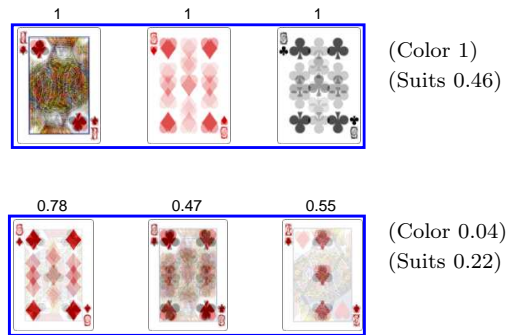 1 1 1
(Color 1)
(Suits 0.46)
0.78 0.47 0.55
(Color 0.04)
(Suits 0.22)